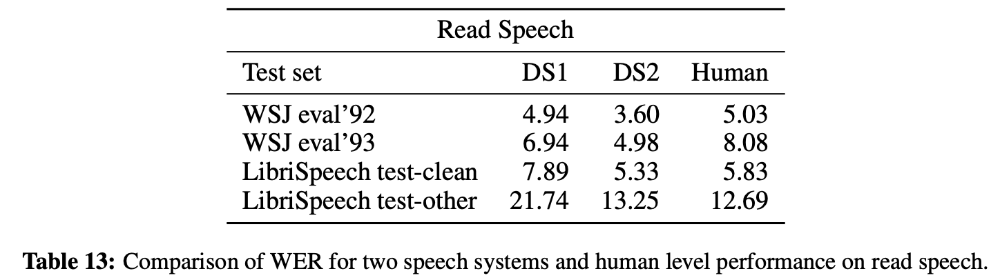 Read Speech
Test set DS1 DS2 Human
WSJ eval’92 4.94 3.60 5.03
WSJ eval’93 6.94 4.98 8.08
LibriSpeech test-clean 7.89 5.33 5.83
LibriSpeech test-other 21.74 13.25 12.69
Table 13: Comparison of WER for two speech systems and human level performance on read speech.